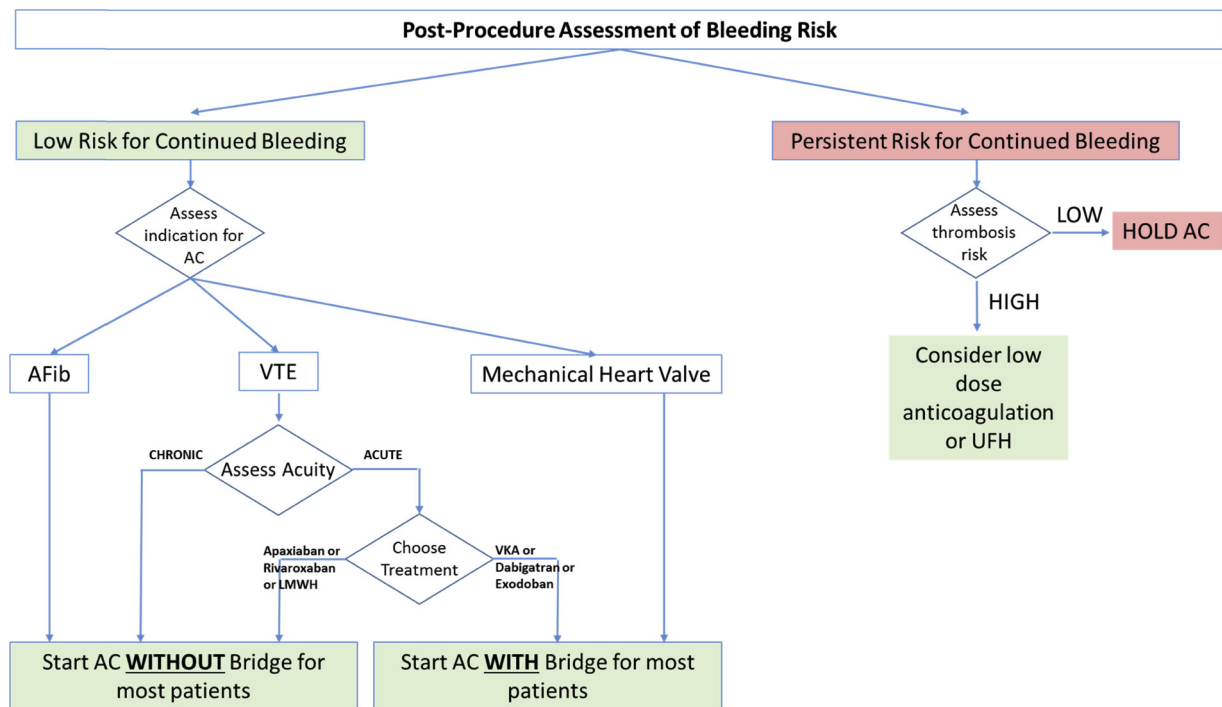 Post-Procedure Assessment of Bleeding Risk
Low Risk for Continued Bleeding
Persistent Risk for Continued Bleeding
Assess
indication for
AC
Assess
thrombosis
risk
LOW
HOLD AC
HIGH
Consider low
dose
anticoagulation
or UFH
AFib
VTE
Mechanical Heart Valve
CHRONIC
Assess Acuity
ACUTE
Apaxiaban or
Rivaroxaban
or LMWH
Choose
Treatment
VKA or
Dabigatran or
Exodoban
Start AC WITHOUT Bridge for
most patients
Start AC WITH Bridge for most
patients